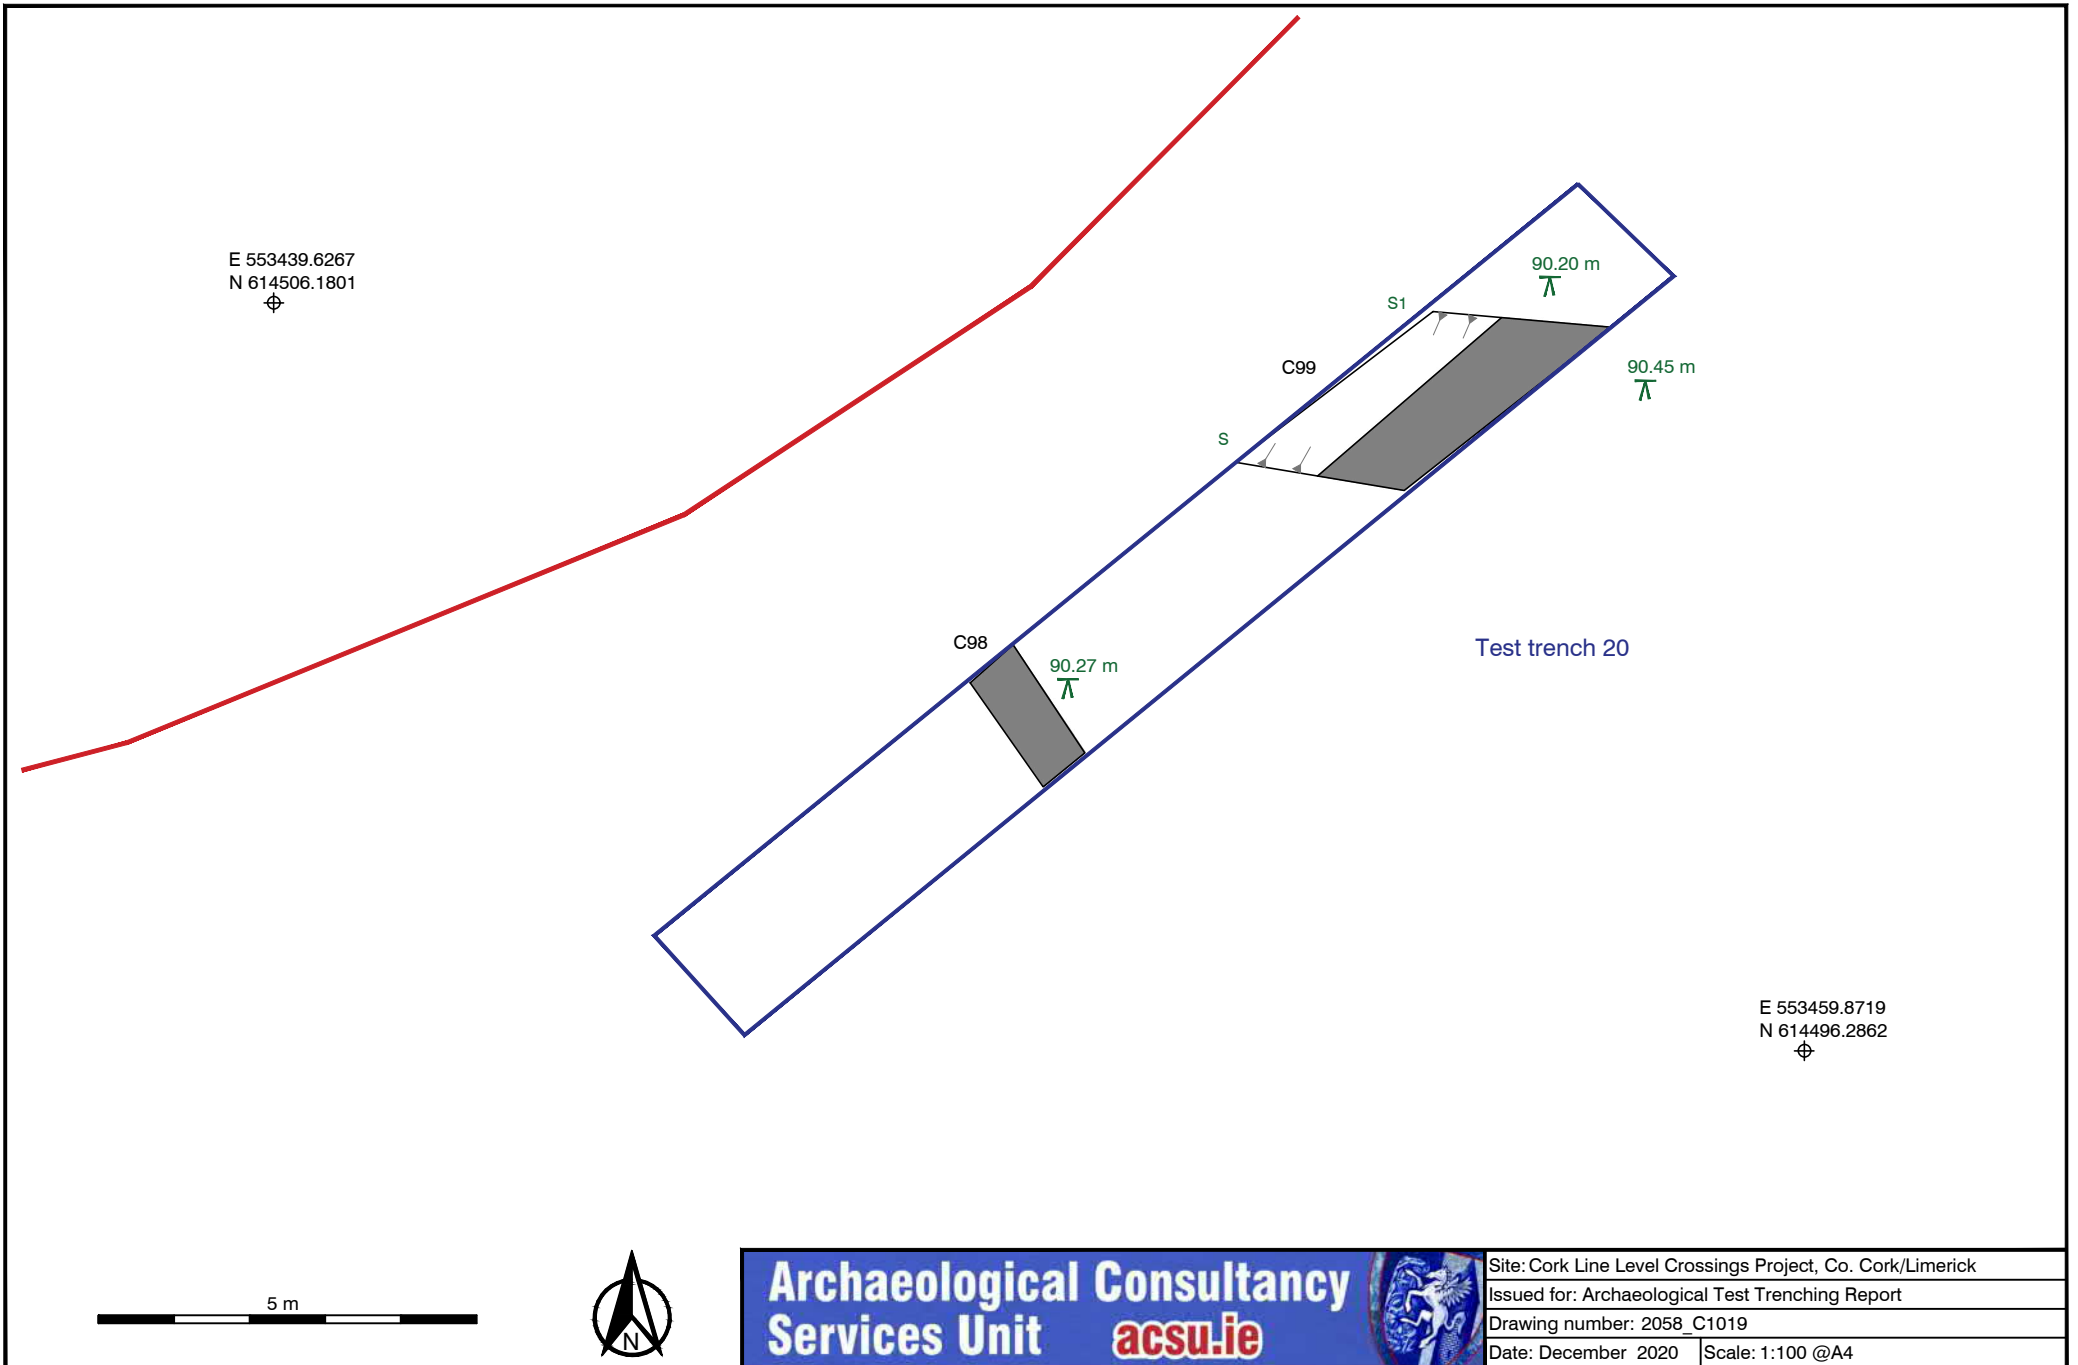 E 553439.6267
N 614506.1801
90.20 m
S1
C99
90.45 m
S
C98
90.27 m
Test trench 20
E 553459.8719
N 614496.2862
5 m
N
Archaeological Consultancy
Services Unit acsu.ie
Site: Cork Line Level Crossings Project, Co. Cork/Limerick
Issued for: Archaeological Test Trenching Report
Drawing number: 2058_C1019
Date: December 2020 Scale: 1:100 @A4